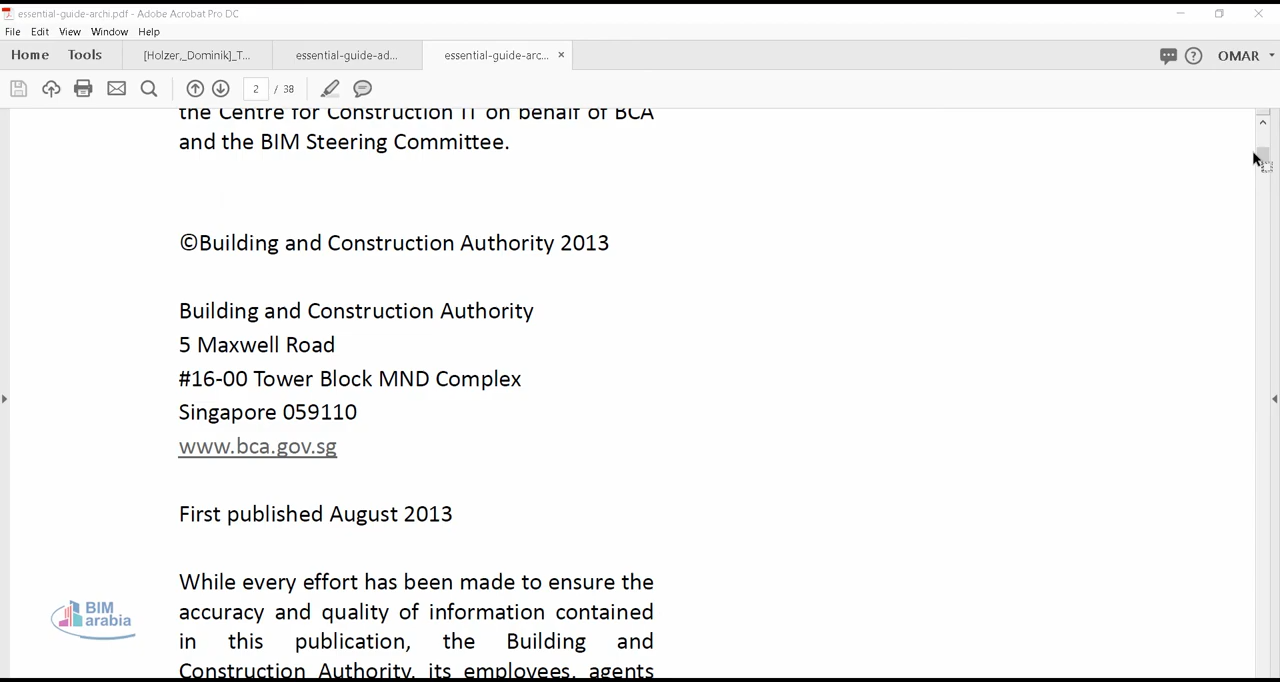 essential-guide-archi.pdf - Adobe Acrobat Pro DC
File Edit View Window Help
Home Tools [Holzer,_Dominik]_T... essential-guide-ad... essential-guide-arc... × OMAR
2 / 38
the Centre for Construction IT on behalf of BCA
and the BIM Steering Committee.
©Building and Construction Authority 2013
Building and Construction Authority
5 Maxwell Road
#16-00 Tower Block MND Complex
Singapore 059110
www.bca.gov.sg
First published August 2013
While every effort has been made to ensure the
accuracy and quality of information contained
in this publication, the Building and
Construction Authority, its employees, agents
BIM
arabia